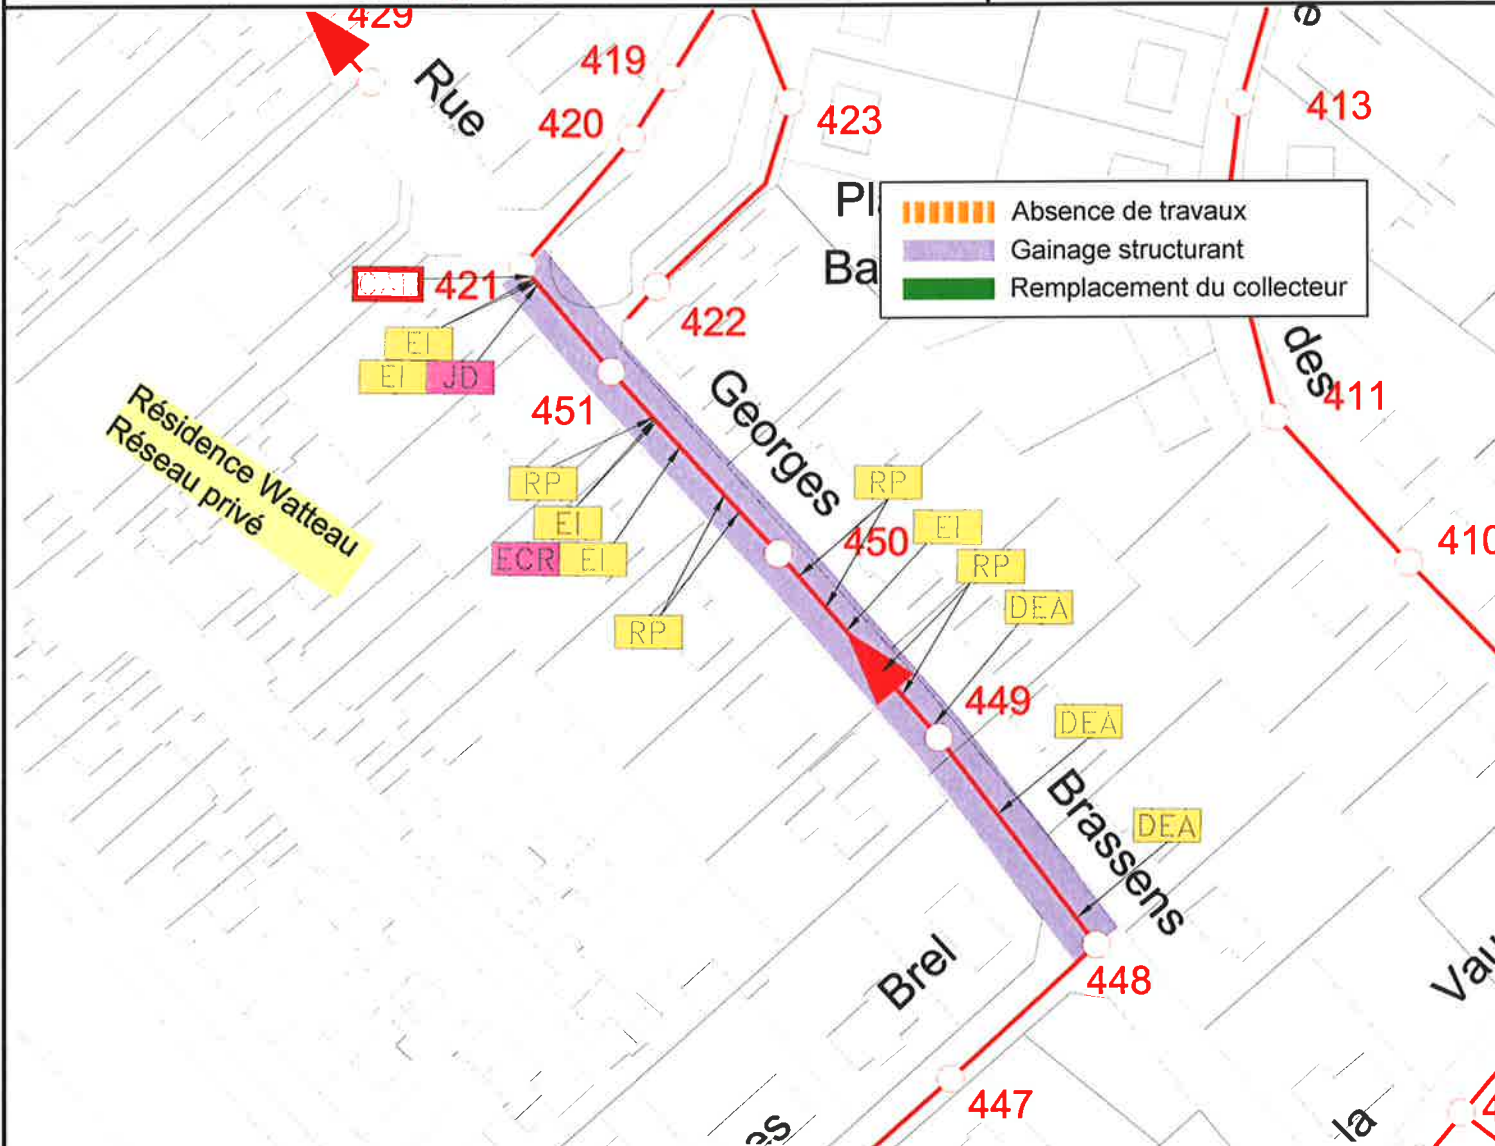 429
Rue
419
420
423
413
Absence de travaux
Gainage structurant
Remplacement du collecteur
421
422
EI
EI JD
des
411
451
Georges
Résidence Watteau
Réseau privé
RP
RP
EI
EI
450
410
ECR EI
RP
DEA
RP
449
DEA
Brassens
DEA
Brel
448
447
la